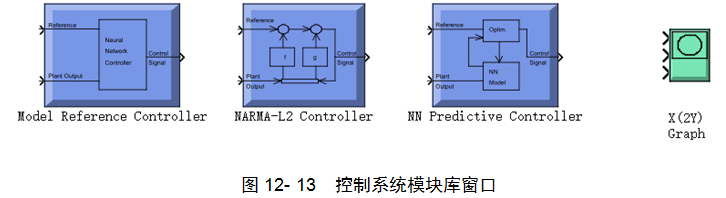 Reference
Neural
Network
Controller
Control
Signal
Plant Output
Model Reference Controller
Reference
f
g
Control
Signal
Plant
Output
NARMA-L2 Controller
Reference
Optim.
NN
Model
Control
Signal
Plant
Output
NN Predictive Controller
X(2Y)
Graph
图 12- 13 控制系统模块库窗口